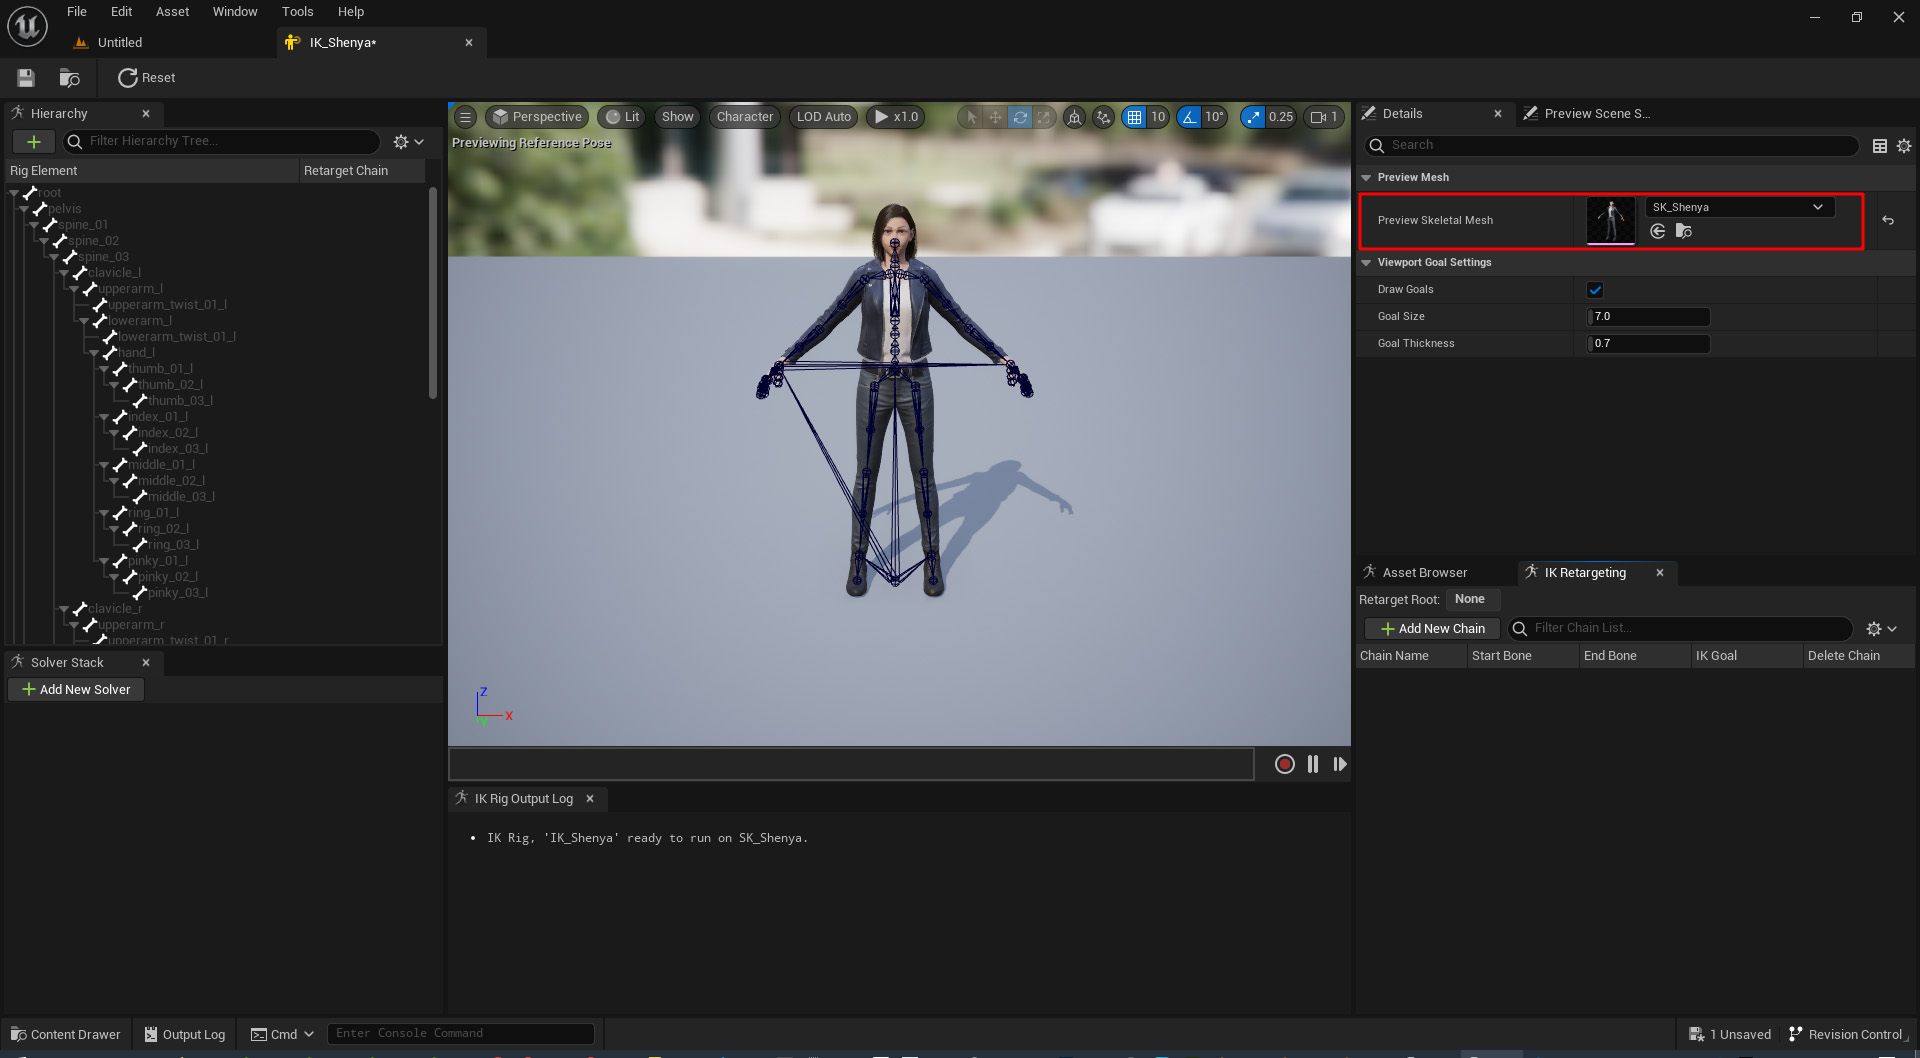 File Edit Asset Window Tools Help
Untitled
IK_Shenya*
Reset
Hierarchy
Filter Hierarchy Tree...
Rig Element Retarget Chain
root
pelvis
spine_01
spine_02
spine_03
clavicle_l
upperarm_l
upperarm_twist_01_l
lowerarm_l
lowerarm_twist_01_l
hand_l
thumb_01_l
thumb_02_l
thumb_03_l
index_01_l
index_02_l
index_03_l
middle_01_l
middle_02_l
middle_03_l
ring_01_l
ring_02_l
ring_03_l
pinky_01_l
pinky_02_l
pinky_03_l
clavicle_r
upperarm_r
upperarm_twist_01_r
Solver Stack
Add New Solver
Perspective Lit Show Character LOD Auto x1.0 10 10° 0.25 1
Previewing Reference Pose
Z
X
Y
IK Rig Output Log
• IK Rig, 'IK_Shenya' ready to run on SK_Shenya.
Details
Preview Scene S...
Search
Preview Mesh
Preview Skeletal Mesh SK_Shenya
Viewport Goal Settings
Draw Goals
Goal Size 7.0
Goal Thickness 0.7
Asset Browser
IK Retargeting
Retarget Root: None
Add New Chain Filter Chain List...
Chain Name Start Bone End Bone IK Goal Delete Chain
Content Drawer Output Log Cmd Enter Console Command 1 Unsaved Revision Control